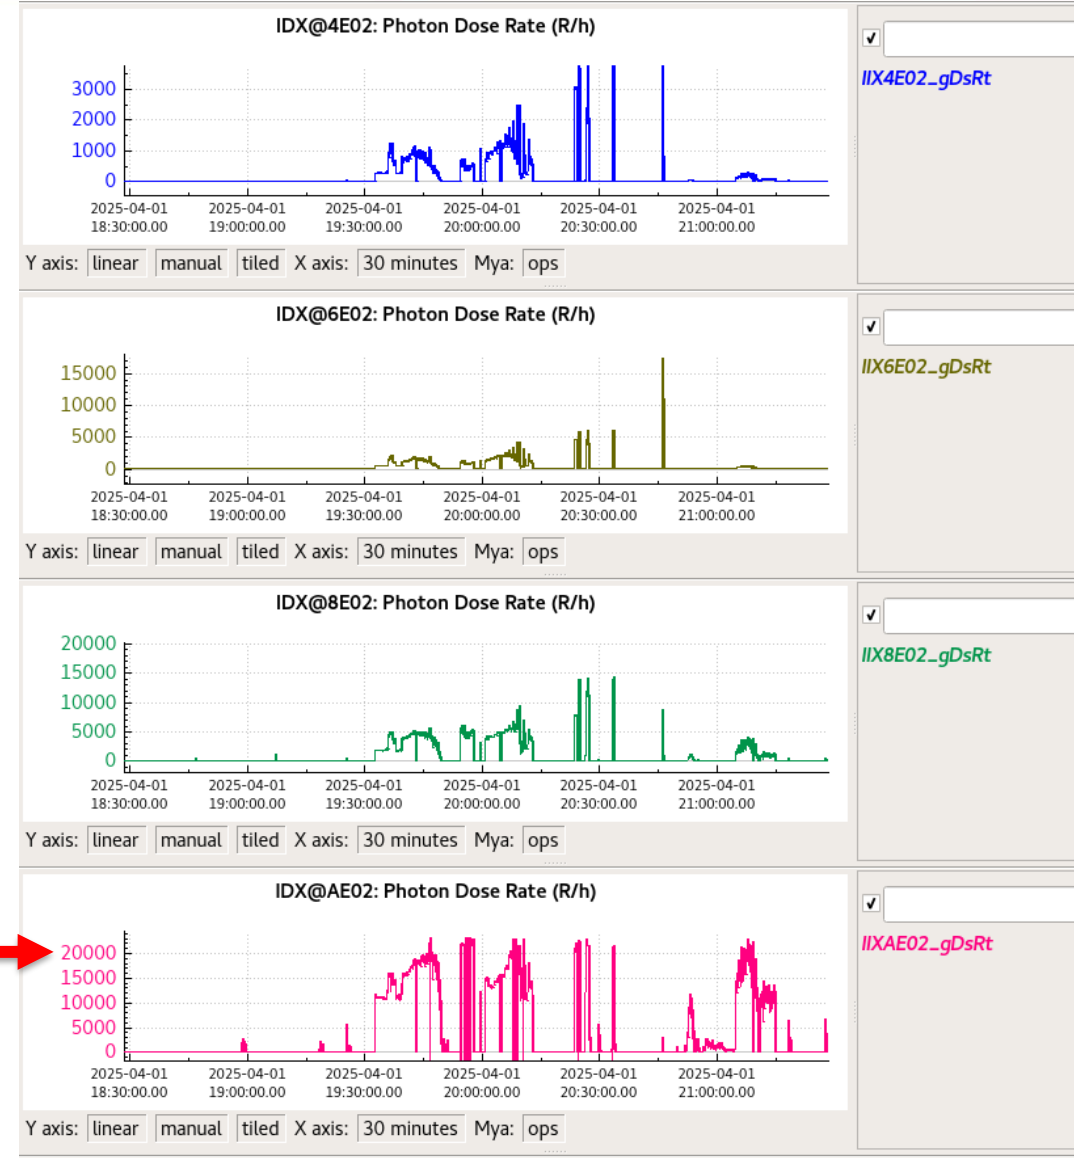 IDX@4E02: Photon Dose Rate (R/h)
3000
2000
1000
0
2025-04-01 2025-04-01 2025-04-01 2025-04-01 2025-04-01 2025-04-01
18:30:00.00 19:00:00.00 19:30:00.00 20:00:00.00 20:30:00.00 21:00:00.00
Y axis: linear manual tiled X axis: 30 minutes Mya: ops
IIX4E02_gDsRt
IDX@6E02: Photon Dose Rate (R/h)
15000
10000
5000
0
2025-04-01 2025-04-01 2025-04-01 2025-04-01 2025-04-01 2025-04-01
18:30:00.00 19:00:00.00 19:30:00.00 20:00:00.00 20:30:00.00 21:00:00.00
Y axis: linear manual tiled X axis: 30 minutes Mya: ops
IIX6E02_gDsRt
IDX@8E02: Photon Dose Rate (R/h)
20000
15000
10000
5000
0
2025-04-01 2025-04-01 2025-04-01 2025-04-01 2025-04-01 2025-04-01
18:30:00.00 19:00:00.00 19:30:00.00 20:00:00.00 20:30:00.00 21:00:00.00
Y axis: linear manual tiled X axis: 30 minutes Mya: ops
IIX8E02_gDsRt
IDX@AE02: Photon Dose Rate (R/h)
20000
15000
10000
5000
0
2025-04-01 2025-04-01 2025-04-01 2025-04-01 2025-04-01 2025-04-01
18:30:00.00 19:00:00.00 19:30:00.00 20:00:00.00 20:30:00.00 21:00:00.00
Y axis: linear manual tiled X axis: 30 minutes Mya: ops
IIXAE02_gDsRt